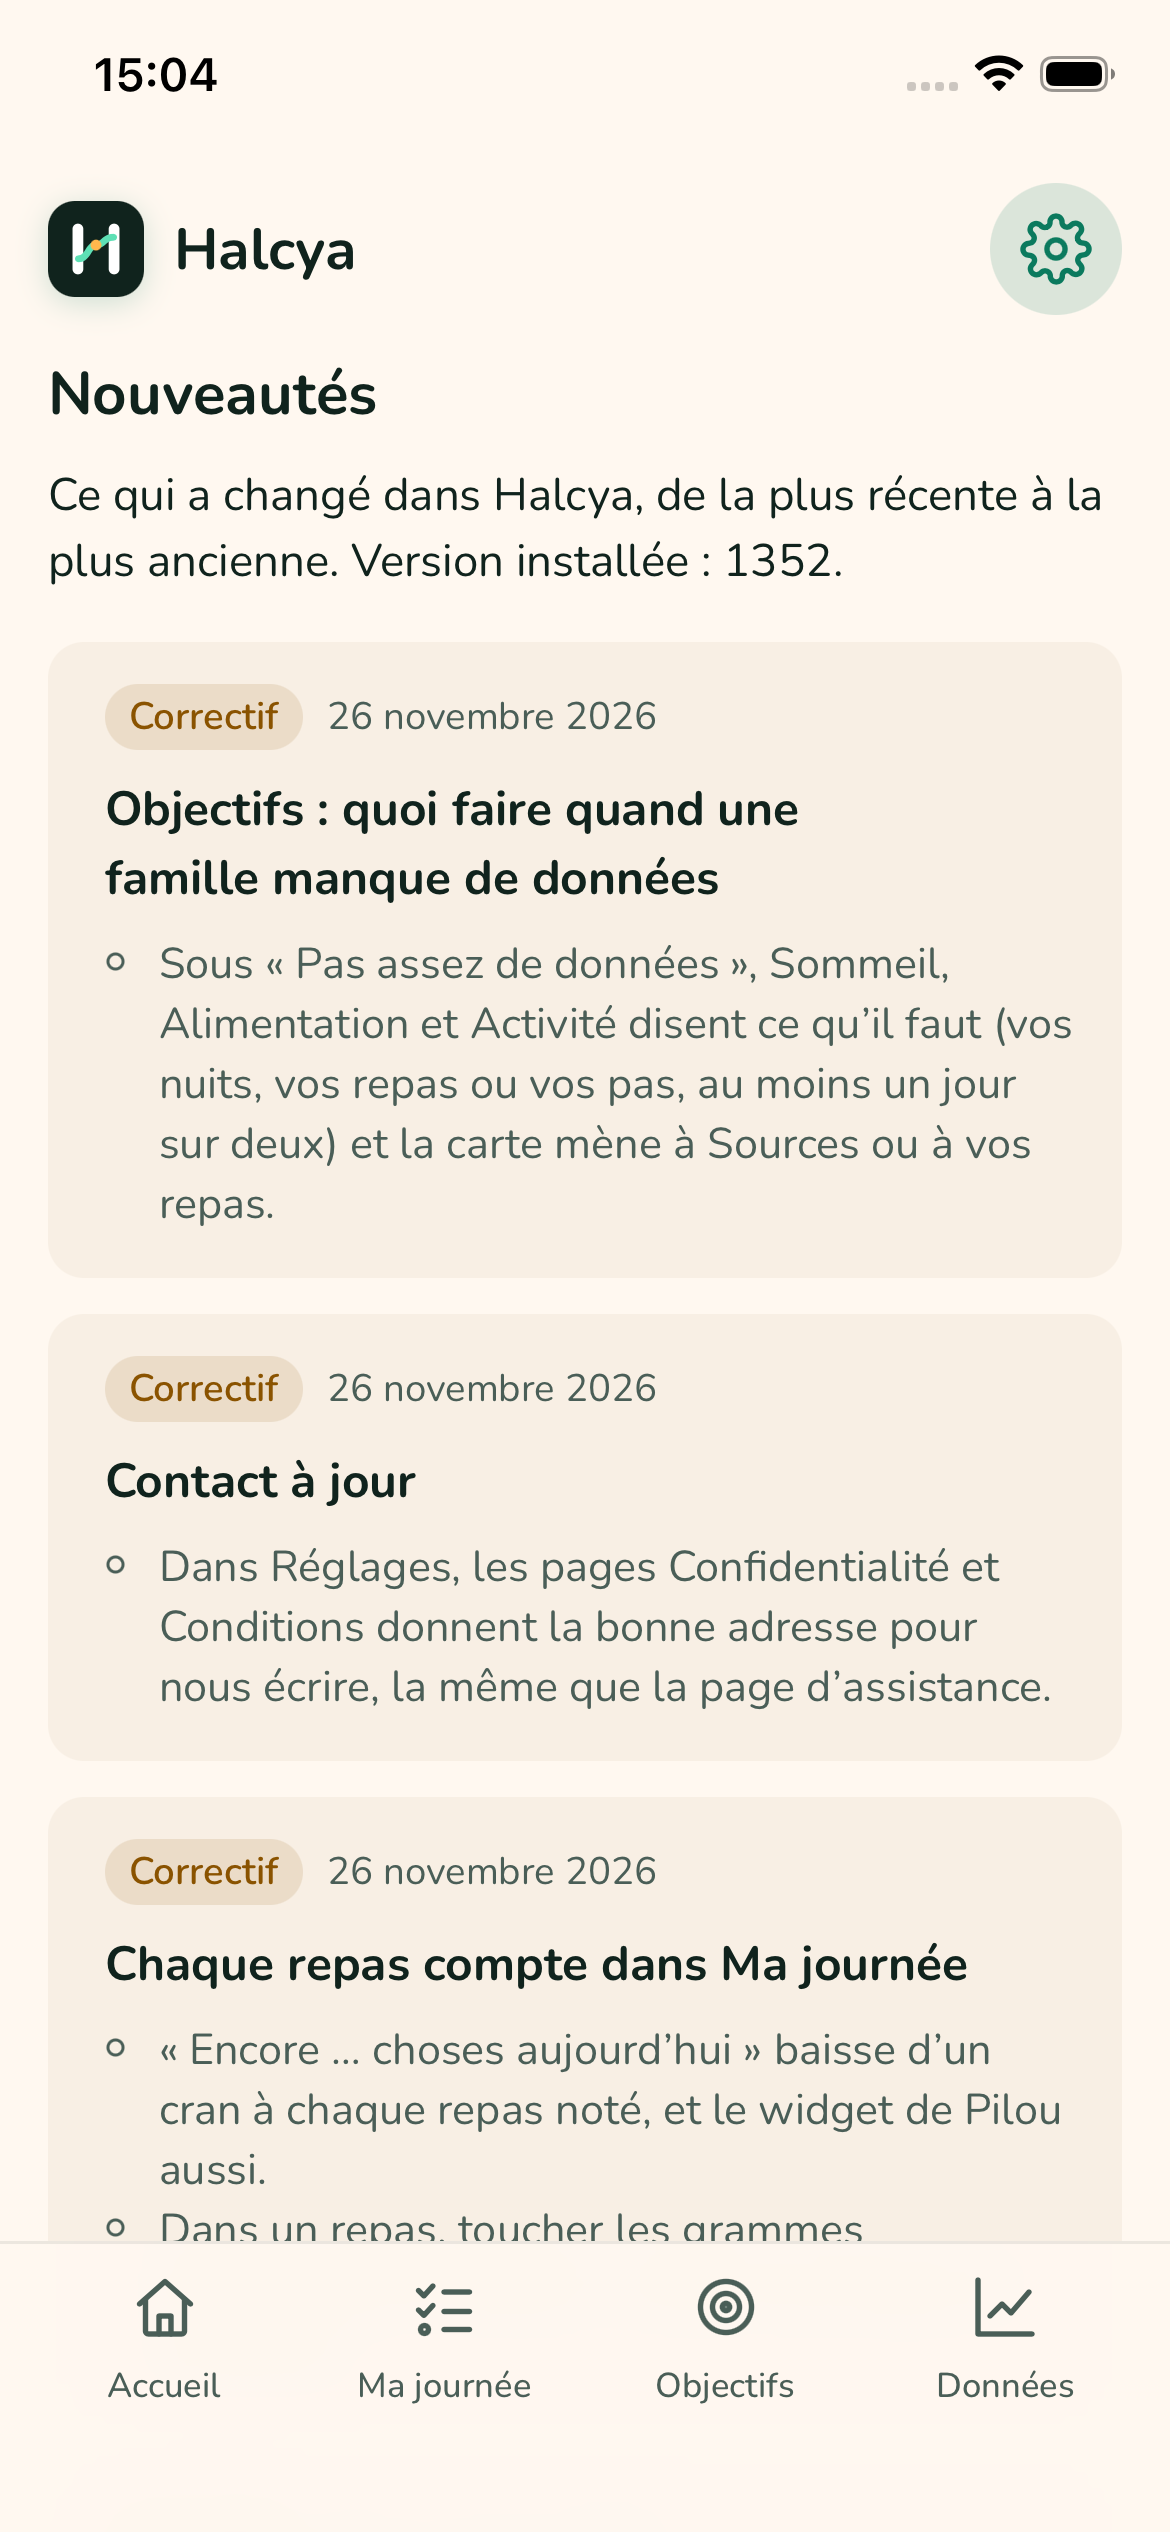 15:04
Halcya
Nouveautés
Ce qui a changé dans Halcya, de la plus récente à la
plus ancienne. Version installée : 1352.
Correctif 26 novembre 2026
Objectifs : quoi faire quand une
famille manque de données
Sous « Pas assez de données », Sommeil,
Alimentation et Activité disent ce qu’il faut (vos
nuits, vos repas ou vos pas, au moins un jour
sur deux) et la carte mène à Sources ou à vos
repas.
Correctif 26 novembre 2026
Contact à jour
Dans Réglages, les pages Confidentialité et
Conditions donnent la bonne adresse pour
nous écrire, la même que la page d’assistance.
Correctif 26 novembre 2026
Chaque repas compte dans Ma journée
« Encore … choses aujourd’hui » baisse d’un
cran à chaque repas noté, et le widget de Pilou
aussi.
Dans un repas, toucher les grammes
Accueil Ma journée Objectifs Données